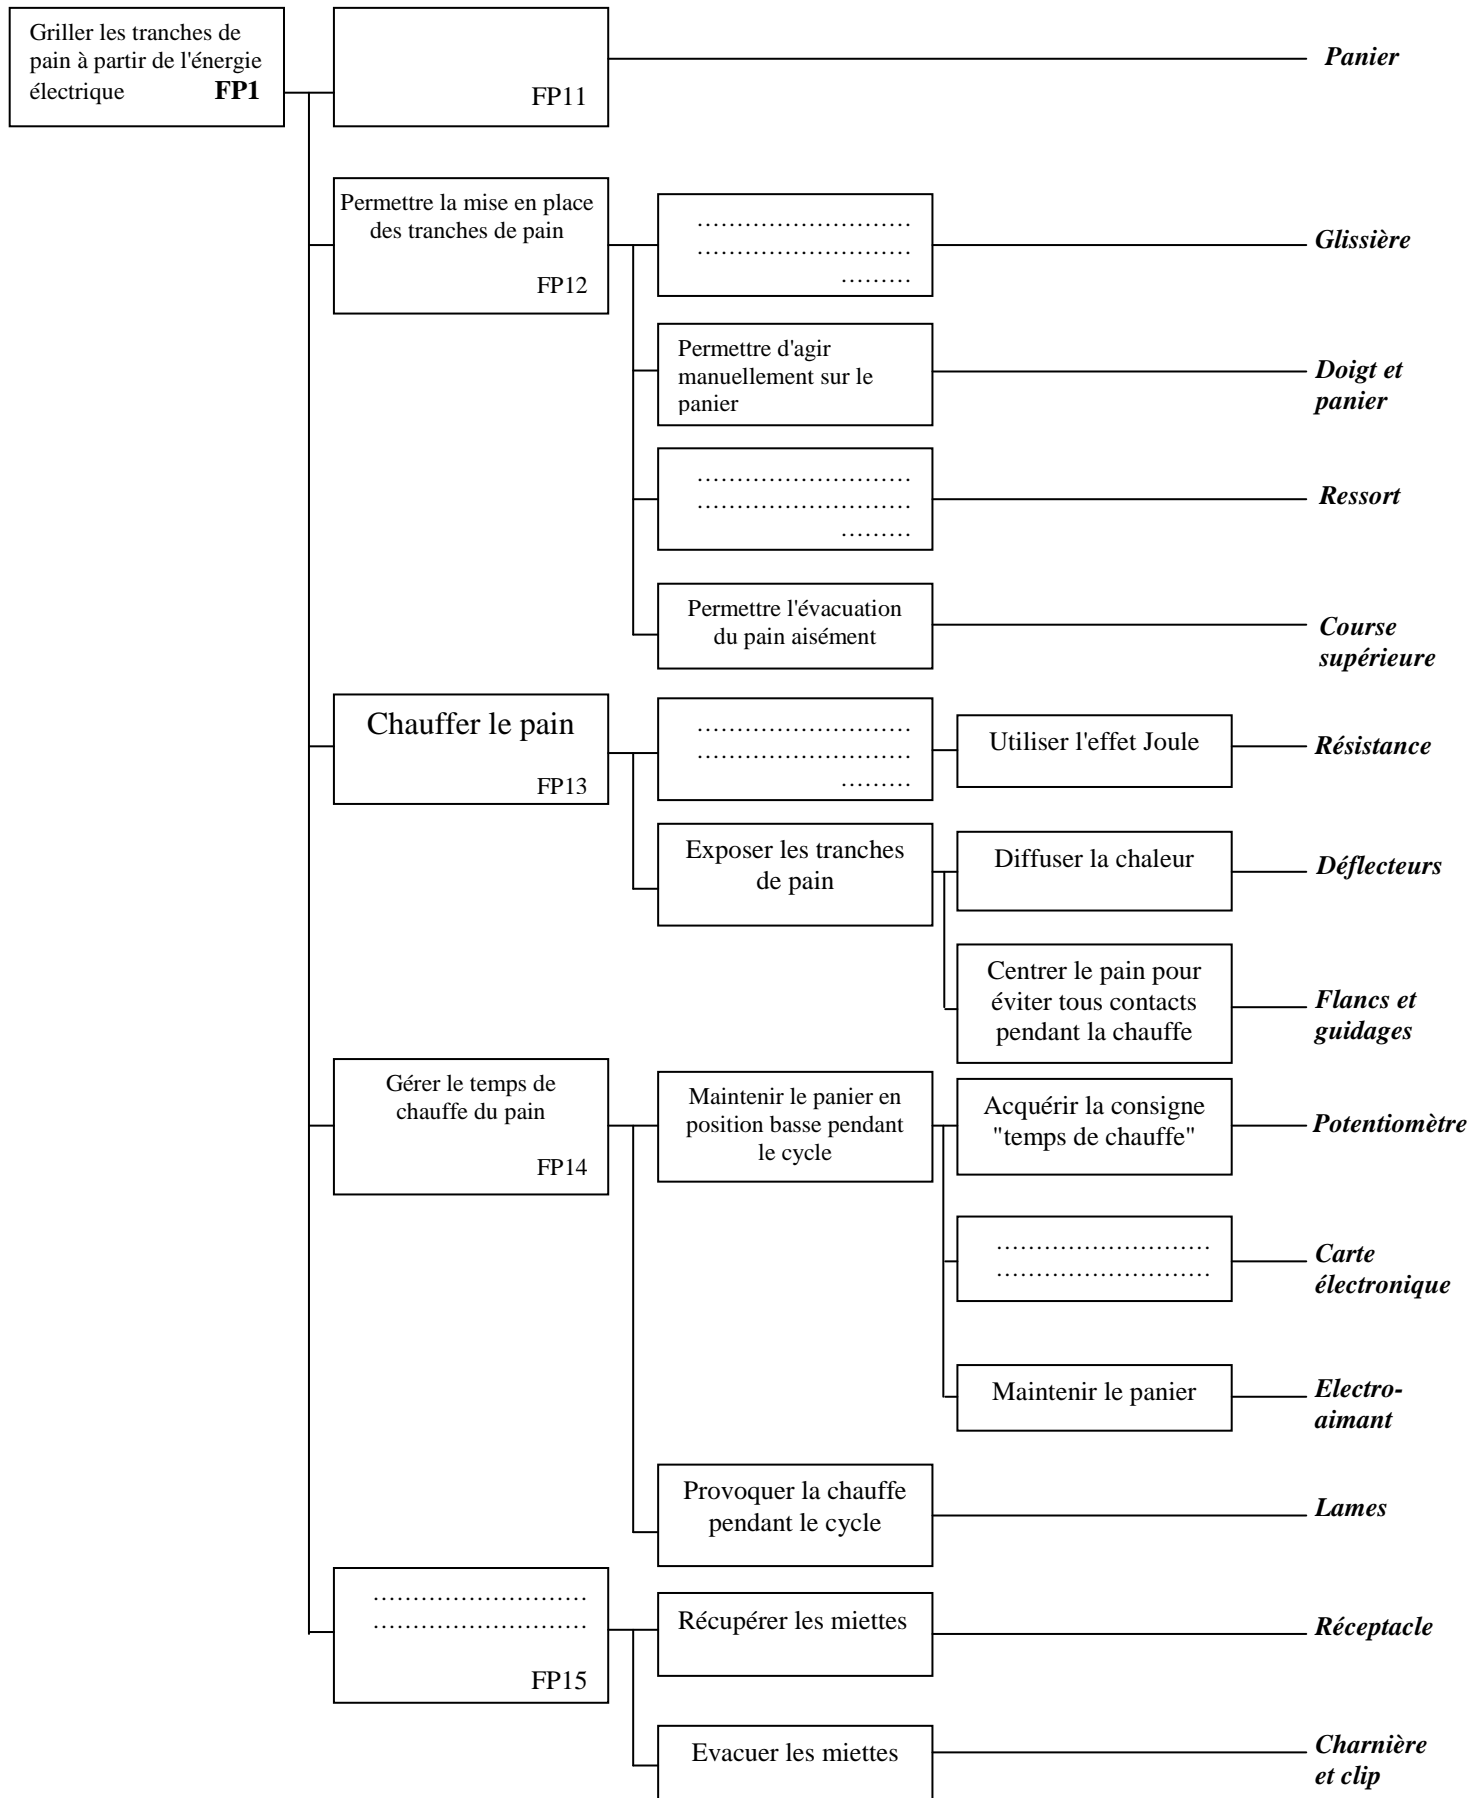 Griller les tranches de
pain à partir de l'énergie
électrique FP1
FP11
Panier
Permettre la mise en place
des tranches de pain
FP12
...........................
...........................
.........
Glissière
Permettre d'agir
manuellement sur le
panier
Doigt et
panier
...........................
...........................
.........
Ressort
Permettre l'évacuation
du pain aisément
Course
supérieure
Chauffer le pain
FP13
...........................
...........................
.........
Utiliser l'effet Joule
Résistance
Exposer les tranches
de pain
Diffuser la chaleur
Déflecteurs
Centrer le pain pour
éviter tous contacts
pendant la chauffe
Flancs et
guidages
Gérer le temps de
chauffe du pain
FP14
Maintenir le panier en
position basse pendant
le cycle
Acquérir la consigne
"temps de chauffe"
Potentiomètre
...........................
...........................
Carte
électronique
Maintenir le panier
Electro-
aimant
Provoquer la chauffe
pendant le cycle
Lames
...........................
...........................
FP15
Récupérer les miettes
Réceptacle
Evacuer les miettes
Charnière
et clip